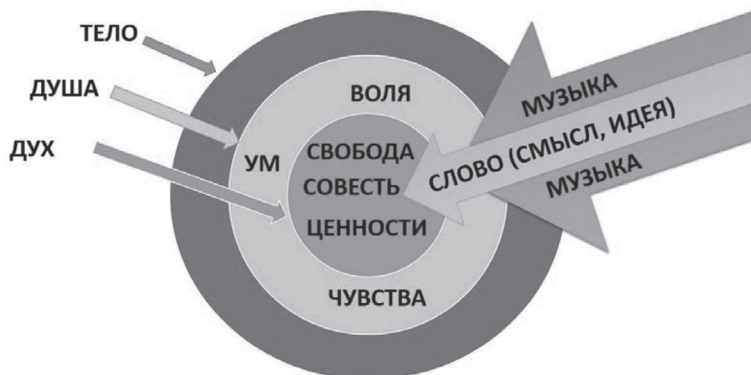 ТЕЛО
ДУША
ДУХ
ВОЛЯ
УМ
СВОБОДА
СОВЕСТЬ
ЦЕННОСТИ
ЧУВСТВА
МУЗЫКА
СЛОВО (СМЫСЛ, ИДЕЯ)
МУЗЫКА